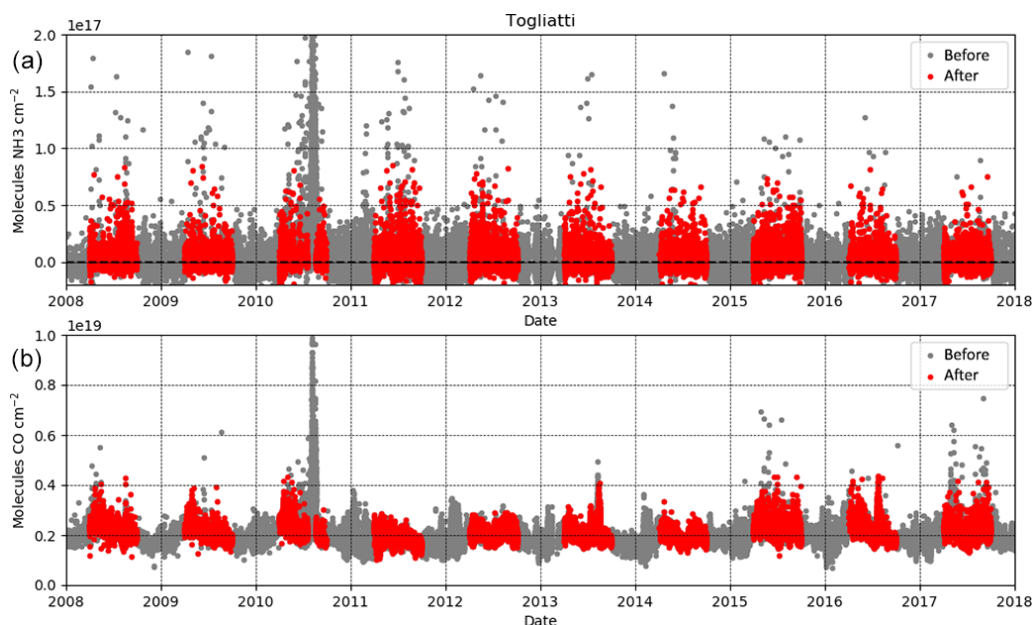 Togliatti
1e17
(a)
Before
After
Molecules NH3 cm⁻²
1.5
1.0
0.5
0.0
2008 2009 2010 2011 2012 2013 2014 2015 2016 2017 2018
Date
1e19
(b)
Before
After
Molecules CO cm⁻²
1.0
0.8
0.6
0.4
0.2
0.0
2008 2009 2010 2011 2012 2013 2014 2015 2016 2017 2018
Date